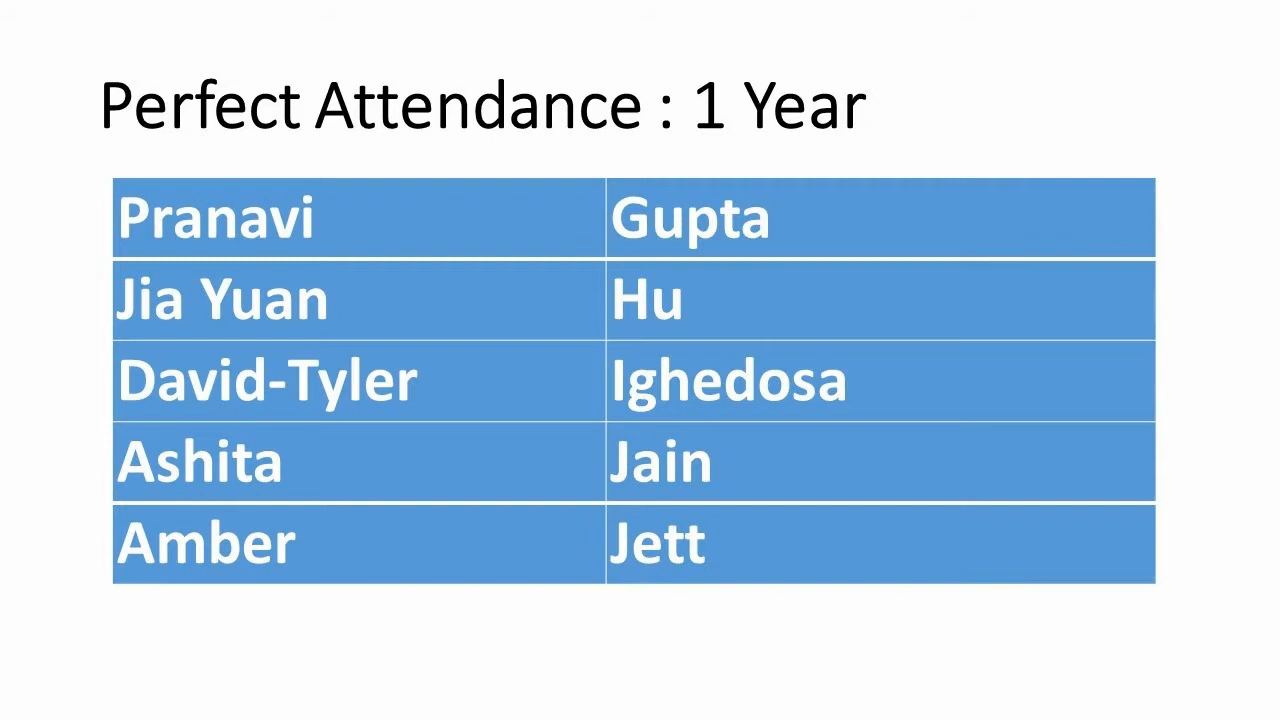 Perfect Attendance : 1 Year
Pranavi Gupta
Jia Yuan Hu
David-Tyler Ighedosa
Ashita Jain
Amber Jett